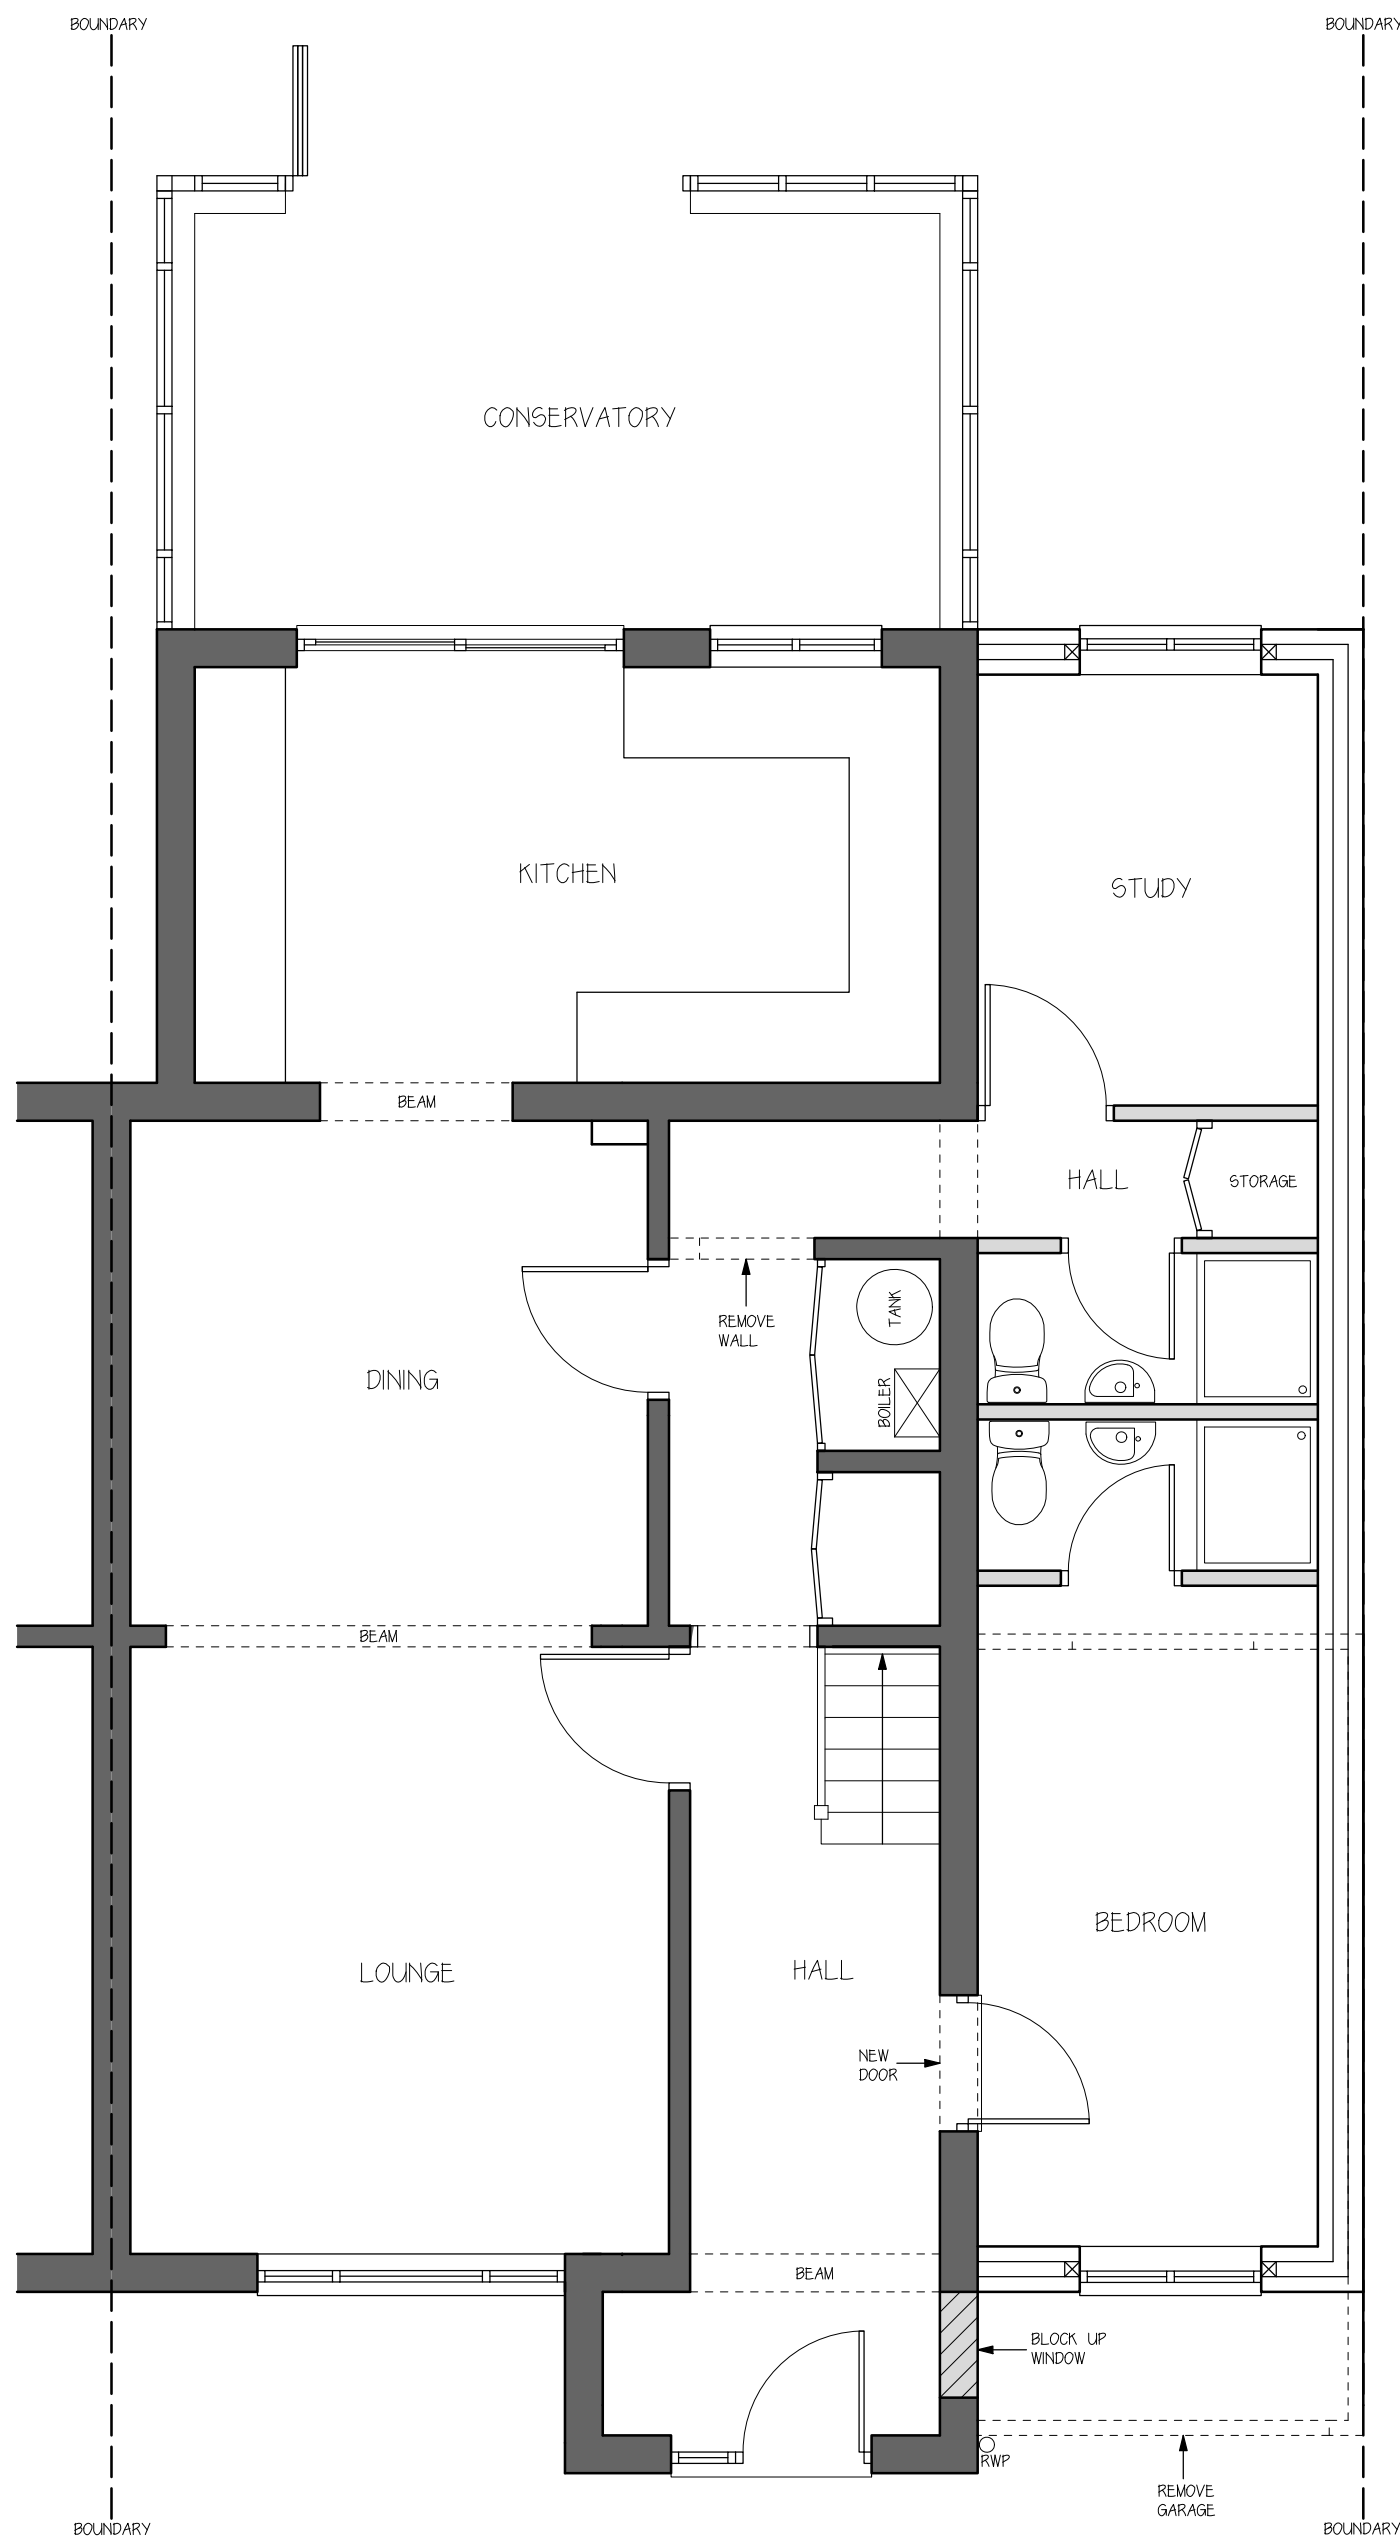 BOUNDARY
BOUNDARY
CONSERVATORY
KITCHEN
STUDY
BEAM
HALL
STORAGE
TANK
REMOVE
WALL
DINING
BOILER
BEAM
BEDROOM
LOUNGE
HALL
NEW
DOOR
BEAM
BLOCK UP
WINDOW
RWP
REMOVE
GARAGE
BOUNDARY
BOUNDARY